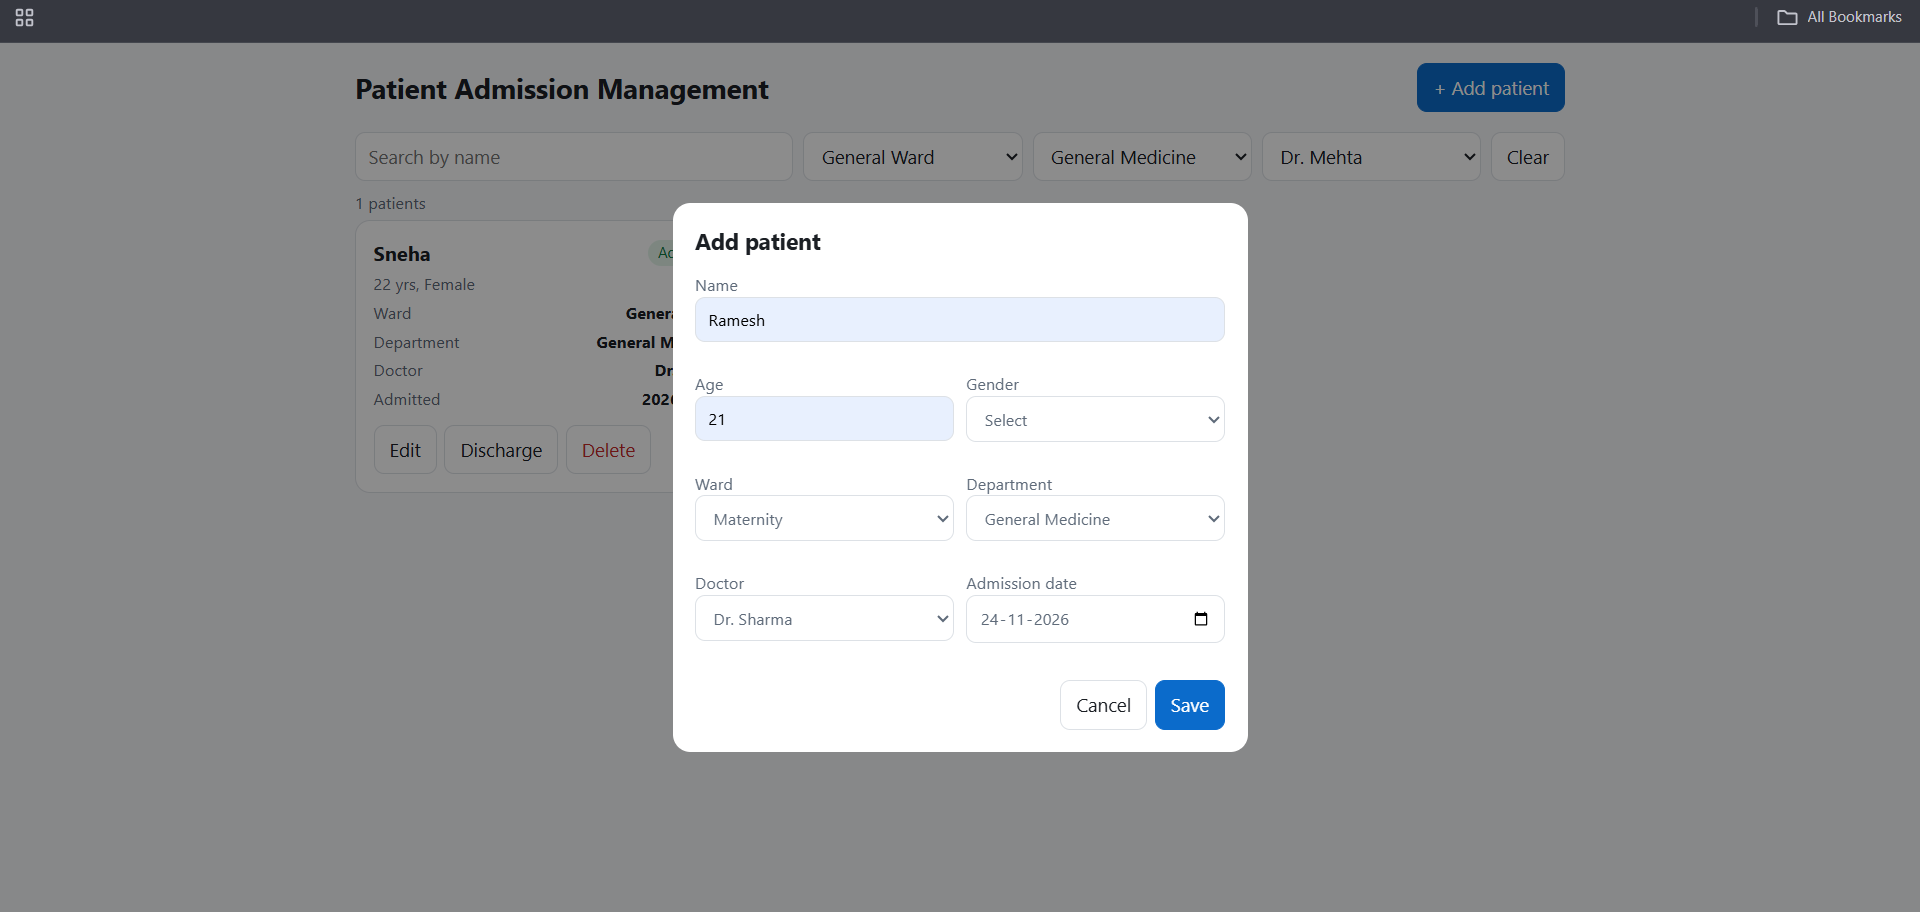 All Bookmarks
Patient Admission Management
+ Add patient
Search by name
General Ward
General Medicine
Dr. Mehta
Clear
1 patients
Sneha
22 yrs, Female
Ward
Department
General
Doctor
Admitted
Edit
Discharge
Delete
Add patient
Name
Ramesh
Age
Gender
21
Select
Ward
Department
Maternity
General Medicine
Doctor
Admission date
Dr. Sharma
24-11-2026
Cancel
Save